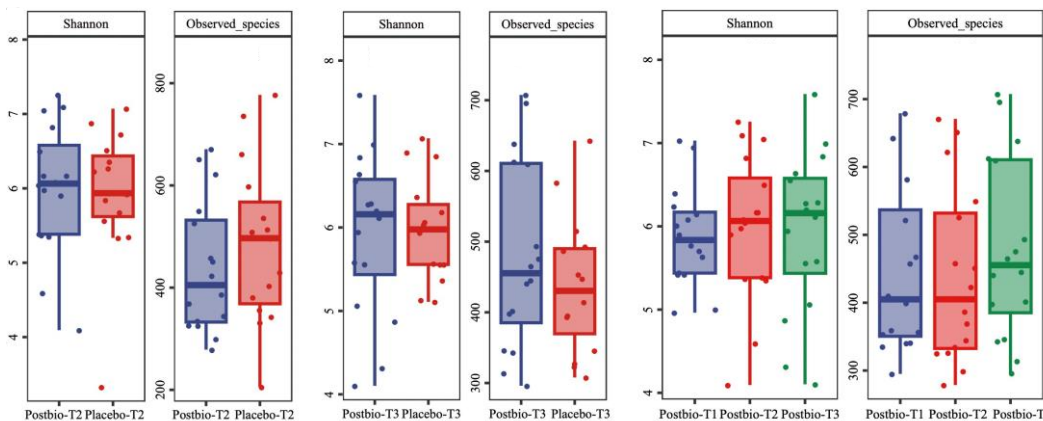 Shannon
Observed_species
8
7
6
5
4
800
600
400
200
Postbio-T2 Placebo-T2
Postbio-T2 Placebo-T2
Shannon
Observed_species
8
7
6
5
4
700
600
500
400
300
Postbio-T3 Placebo-T3
Postbio-T3 Placebo-T3
Shannon
Observed_species
8
7
6
5
4
700
600
500
400
300
Postbio-T1 Postbio-T2 Postbio-T3
Postbio-T1 Postbio-T2 Postbio-T